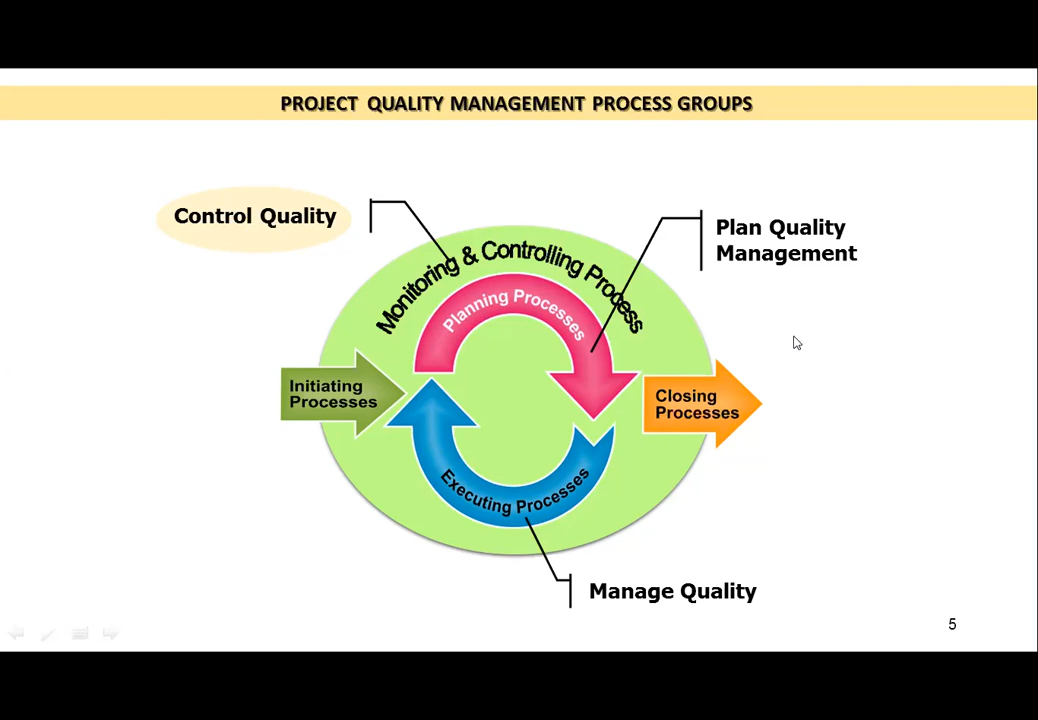 PROJECT QUALITY MANAGEMENT PROCESS GROUPS
Control Quality
Plan Quality
Management
Monitoring & Controlling Process
Planning Processes
Initiating
Processes
Closing
Processes
Executing Processes
Manage Quality
5